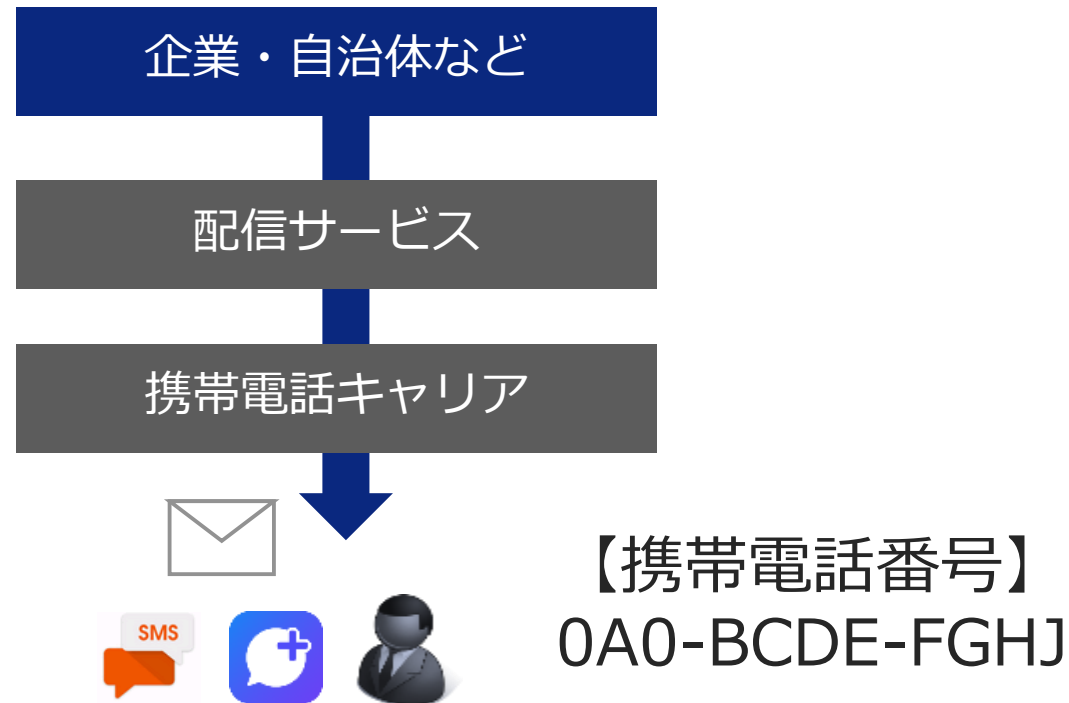 企業・自治体など
配信サービス
携帯電話キャリア
SMS
【携帯電話番号】
0A0-BCDE-FGHJ